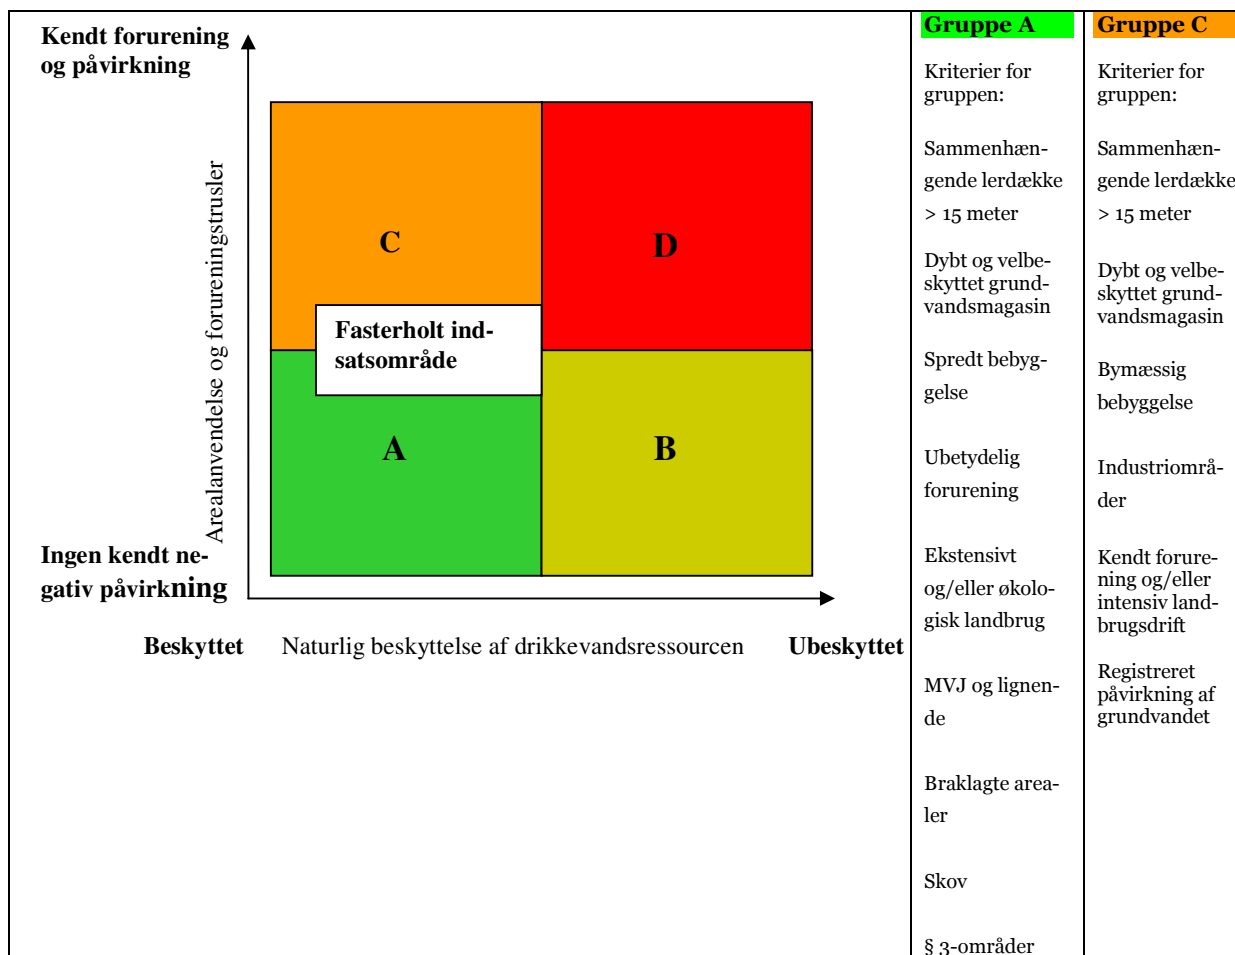 Kendt forurening
og påvirkning
Arealanvendelse og forureningstrusler
C
D
Fasterholt ind-
satsområde
A
B
Ingen kendt ne-
gativ påvirkning
Beskyttet
Naturlig beskyttelse af drikkevandsressourcen
Ubeskyttet
Gruppe A
Kriterier for
gruppen:
Sammenhæn-
gende lerdække
> 15 meter
Dybt og velbe-
skyttet grund-
vandsmagasin
Spredt bebyg-
gelse
Ubetydelig
forurening
Ekstensivt
og/eller økolo-
gisk landbrug
MVJ og lignen-
de
Braklagte area-
ler
Skov
§ 3-områder
Gruppe C
Kriterier for
gruppen:
Sammenhæn-
gende lerdække
> 15 meter
Dybt og velbe-
skyttet grund-
vandsmagasin
Bymæssig
bebyggelse
Industriområ-
der
Kendt forure-
ning og/eller
intensiv land-
brugsdrift
Registreret
påvirkning af
grundvandet